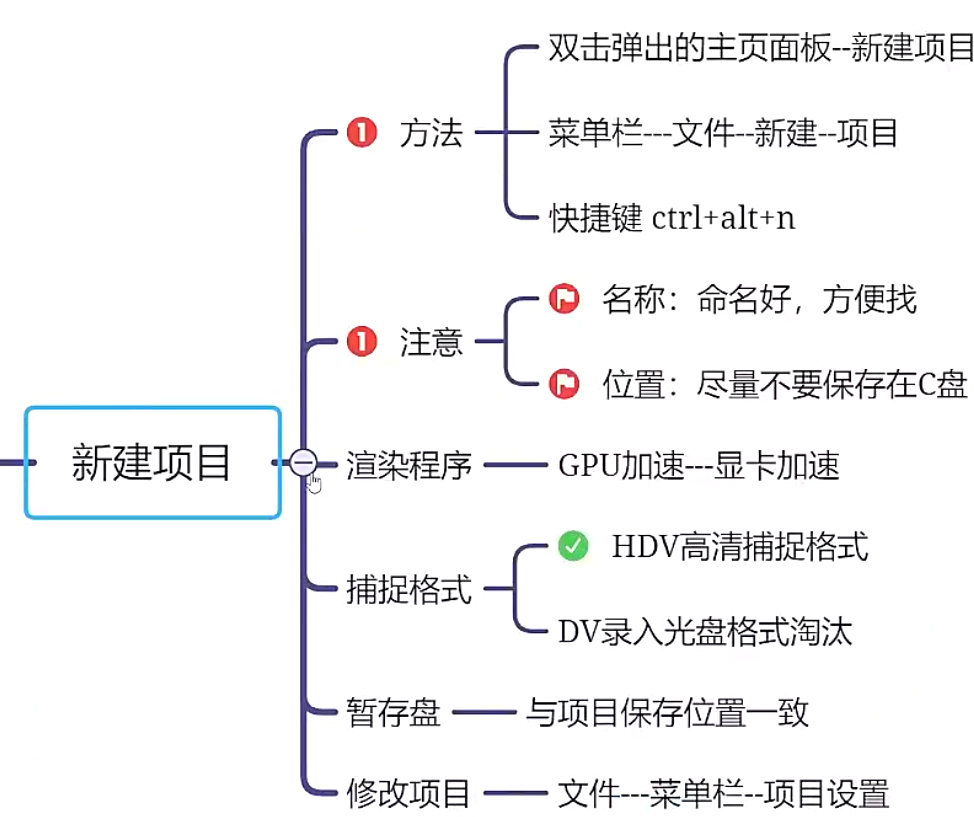 双击弹出的主页面板--新建项目
1 方法
菜单栏---文件--新建--项目
快捷键 ctrl+alt+n
名称：命名好，方便找
1 注意
位置：尽量不要保存在C盘
新建项目
渲染程序
GPU加速---显卡加速
HDV高清捕捉格式
捕捉格式
DV录入光盘格式淘汰
暂存盘
与项目保存位置一致
修改项目
文件---菜单栏--项目设置